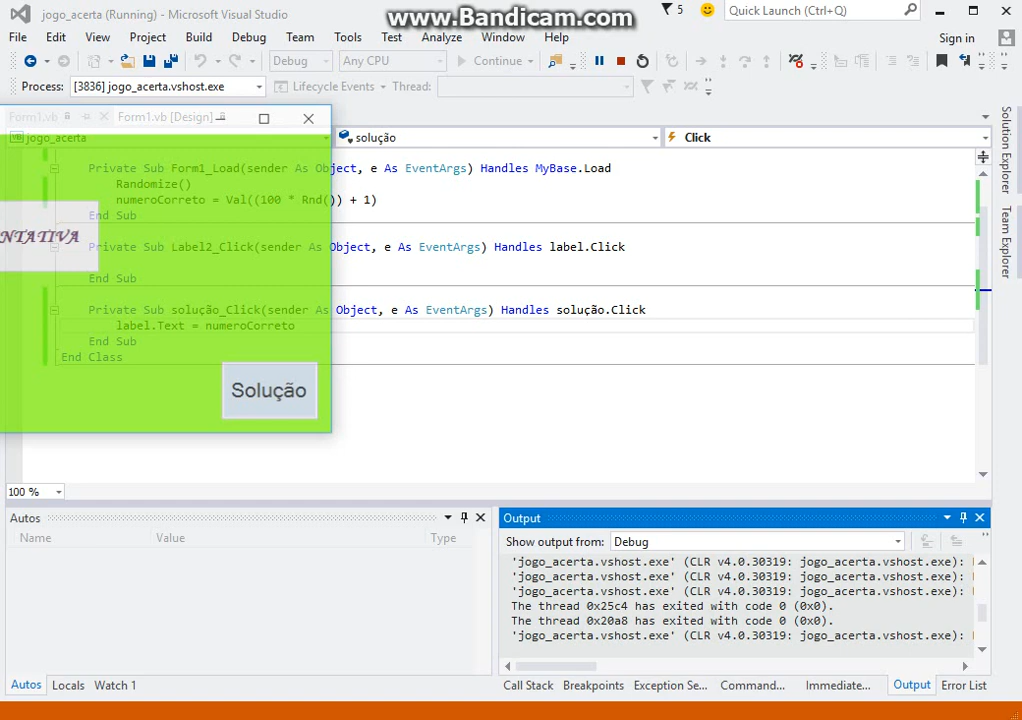 jogo_acerta (Running) - Microsoft Visual Studio
www.Bandicam.com
5
Quick Launch (Ctrl+Q)
File Edit View Project Build Debug Team Tools Test Analyze Window Help
Sign in
Debug Any CPU Continue
Process: [3836] jogo_acerta.vshost.exe Lifecycle Events Thread:
Form1.vb Form1.vb [Design]
jogo_acerta solução Click
Private Sub Form1_Load(sender As Object, e As EventArgs) Handles MyBase.Load
Randomize()
numeroCorreto = Val((100 * Rnd()) + 1)
End Sub
NTATIVA
Private Sub Label2_Click(sender As Object, e As EventArgs) Handles label.Click
End Sub
Private Sub solução_Click(sender As Object, e As EventArgs) Handles solução.Click
label.Text = numeroCorreto
End Sub
End Class
Solução
Solution Explorer
Team Explorer
100 %
Autos
Name Value Type
Output
Show output from: Debug
'jogo_acerta.vshost.exe' (CLR v4.0.30319: jogo_acerta.vshost.exe):
'jogo_acerta.vshost.exe' (CLR v4.0.30319: jogo_acerta.vshost.exe):
'jogo_acerta.vshost.exe' (CLR v4.0.30319: jogo_acerta.vshost.exe):
The thread 0x25c4 has exited with code 0 (0x0).
The thread 0x20a8 has exited with code 0 (0x0).
'jogo_acerta.vshost.exe' (CLR v4.0.30319: jogo_acerta.vshost.exe):
Autos Locals Watch 1
Call Stack Breakpoints Exception Se... Command... Immediate... Output Error List